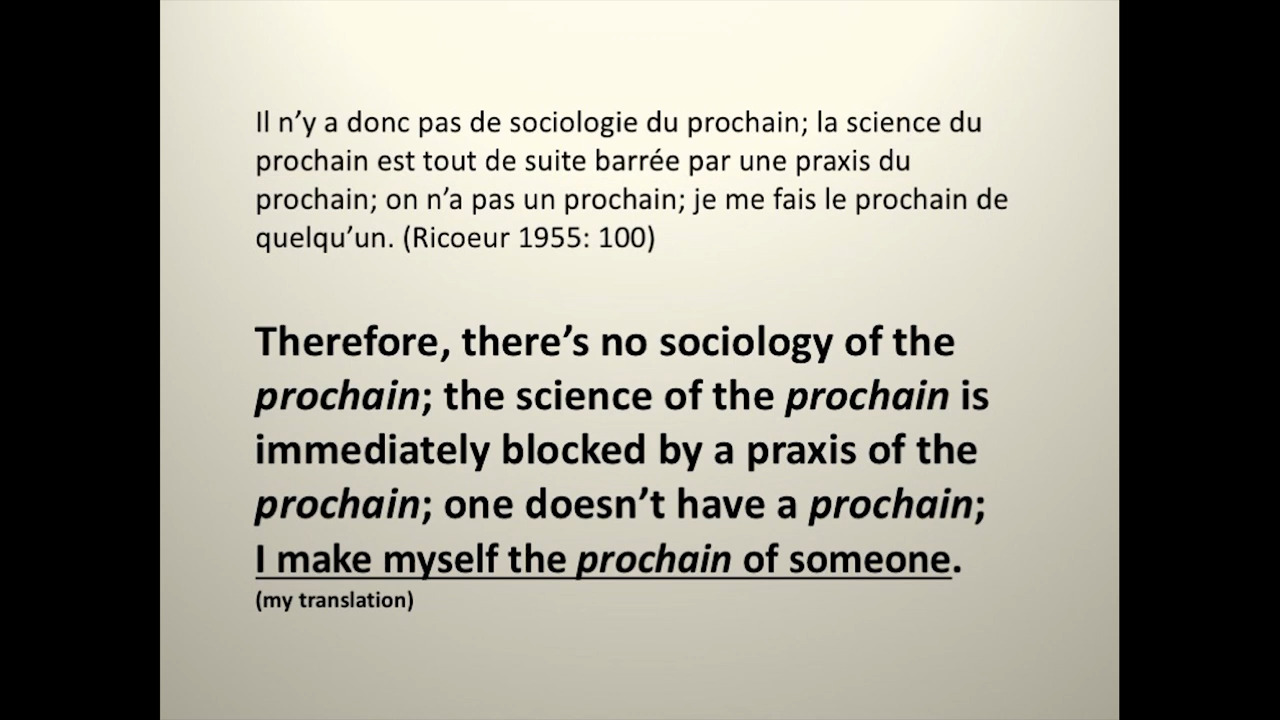 Il n’y a donc pas de sociologie du prochain; la science du
prochain est tout de suite barrée par une praxis du
prochain; on n’a pas un prochain; je me fais le prochain de
quelqu’un. (Ricoeur 1955: 100)
Therefore, there’s no sociology of the
prochain; the science of the prochain is
immediately blocked by a praxis of the
prochain; one doesn’t have a prochain;
I make myself the prochain of someone.
(my translation)